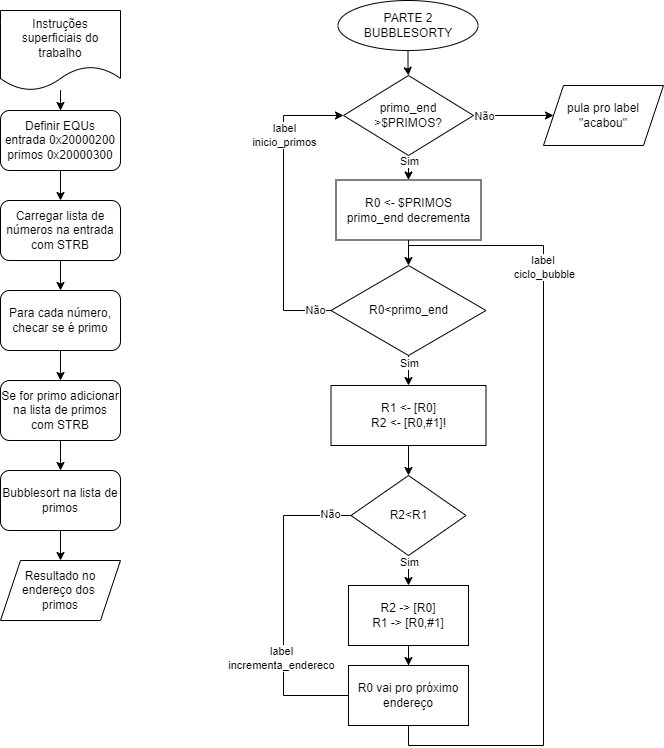 Instruções
superficiais do
trabalho
Definir EQUs
entrada 0x20000200
primos 0x20000300
Carregar lista de
números na entrada
com STRB
Para cada número,
checar se é primo
Se for primo adicionar
na lista de primos
com STRB
Bubblesort na lista de
primos
Resultado no
endereço dos
primos
PARTE 2
BUBBLESORTY
primo_end
>$PRIMOS?
Não
pula pro label
"acabou"
label
inicio_primos
Sim
R0 <- $PRIMOS
primo_end decrementa
label
ciclo_bubble
R0<primo_end
Não
Sim
R1 <- [R0]
R2 <- [R0,#1]!
R2<R1
Não
Sim
R2 -> [R0]
R1 -> [R0,#1]
label
incrementa_endereco
R0 vai pro próximo
endereço